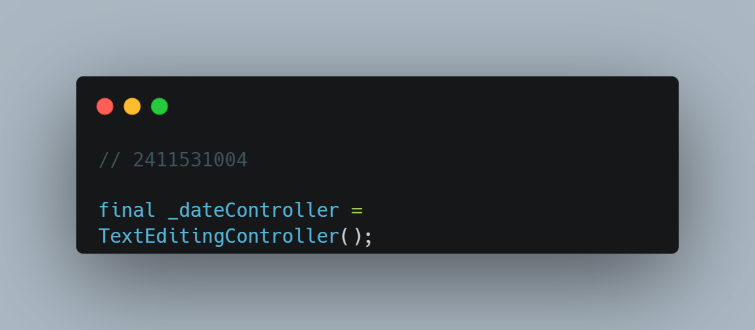 // 2411531004
final _dateController =
TextEditingController();